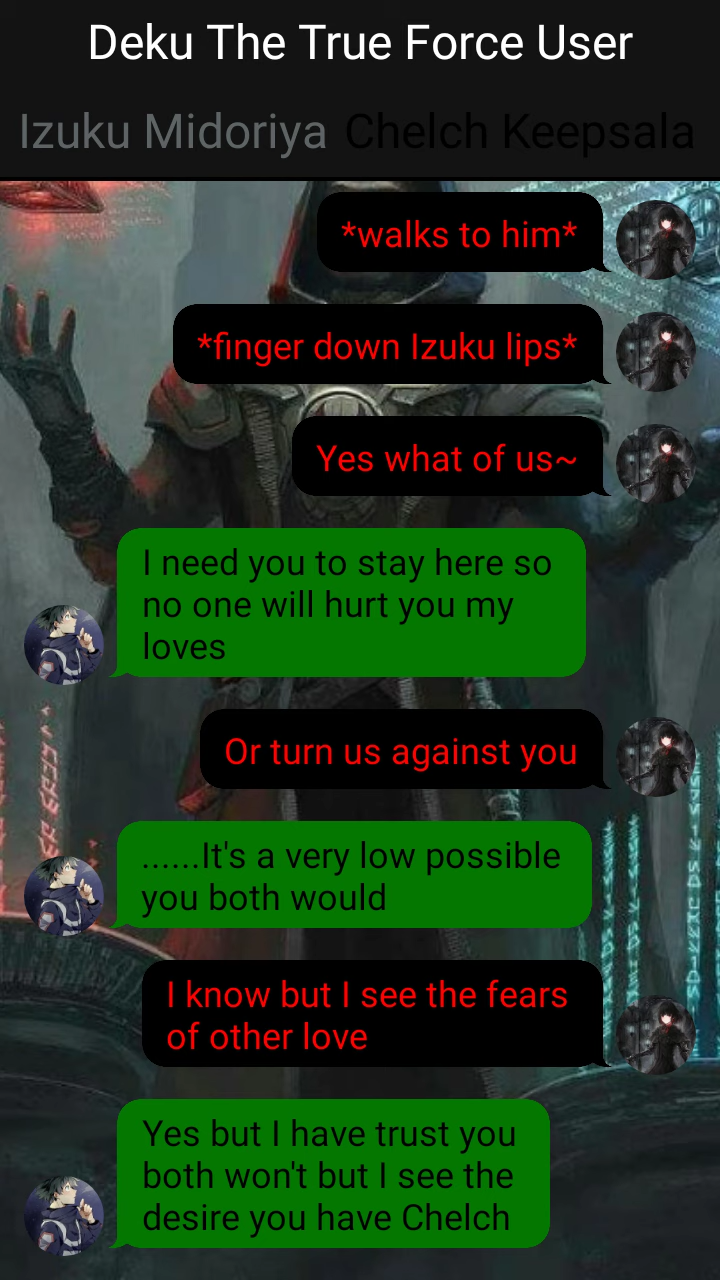 Deku The True Force User
Izuku Midoriya Chelch Keepsala
*walks to him*
*finger down Izuku lips*
Yes what of us~
I need you to stay here so
no one will hurt you my
loves
Or turn us against you
......It's a very low possible
you both would
I know but I see the fears
of other love
Yes but I have trust you
both won't but I see the
desire you have Chelch